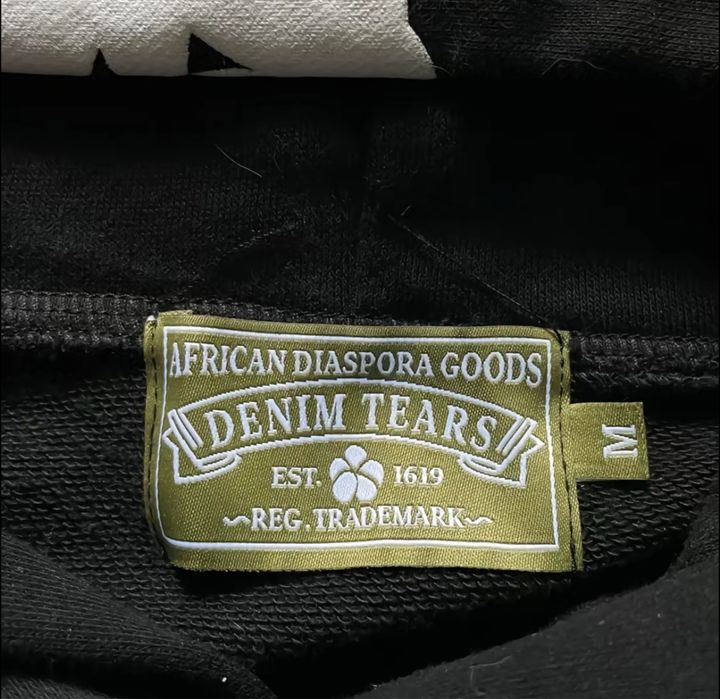 AFRICAN DIASPORA GOODS
DENIM TEARS
EST. 1619
~REG. TRADEMARK~
M